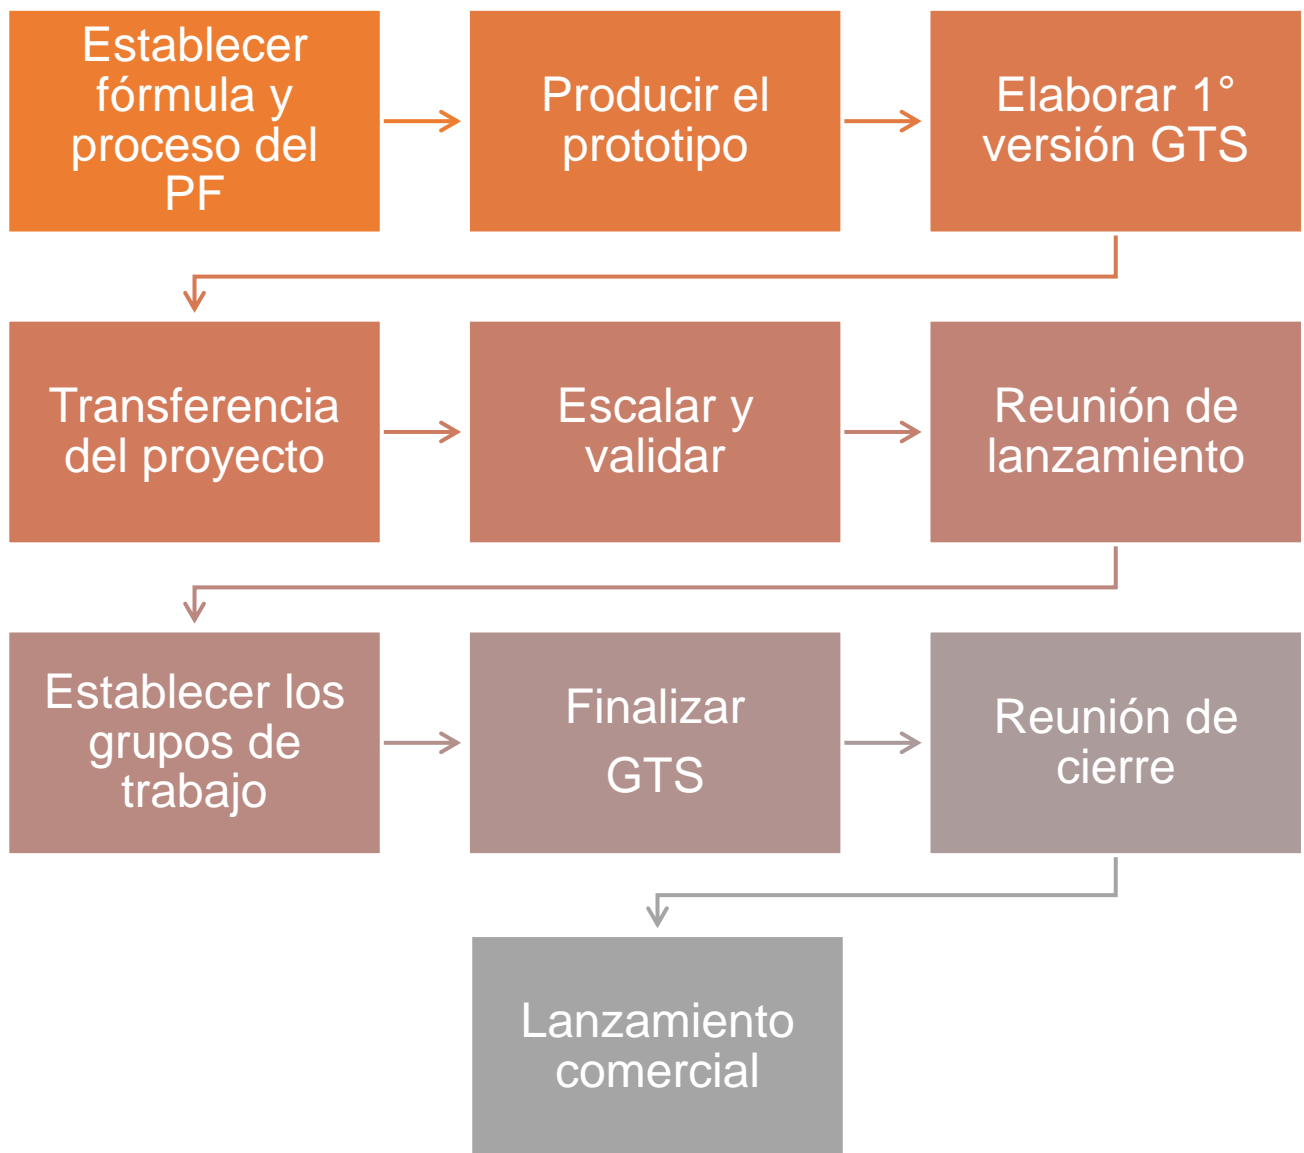 Establecer
fórmula y
proceso del
PF
Producir el
prototipo
Elaborar 1°
versión GTS
Transferencia
del proyecto
Escalar y
validar
Reunión de
lanzamiento
Establecer los
grupos de
trabajo
Finalizar
GTS
Reunión de
cierre
Lanzamiento
comercial